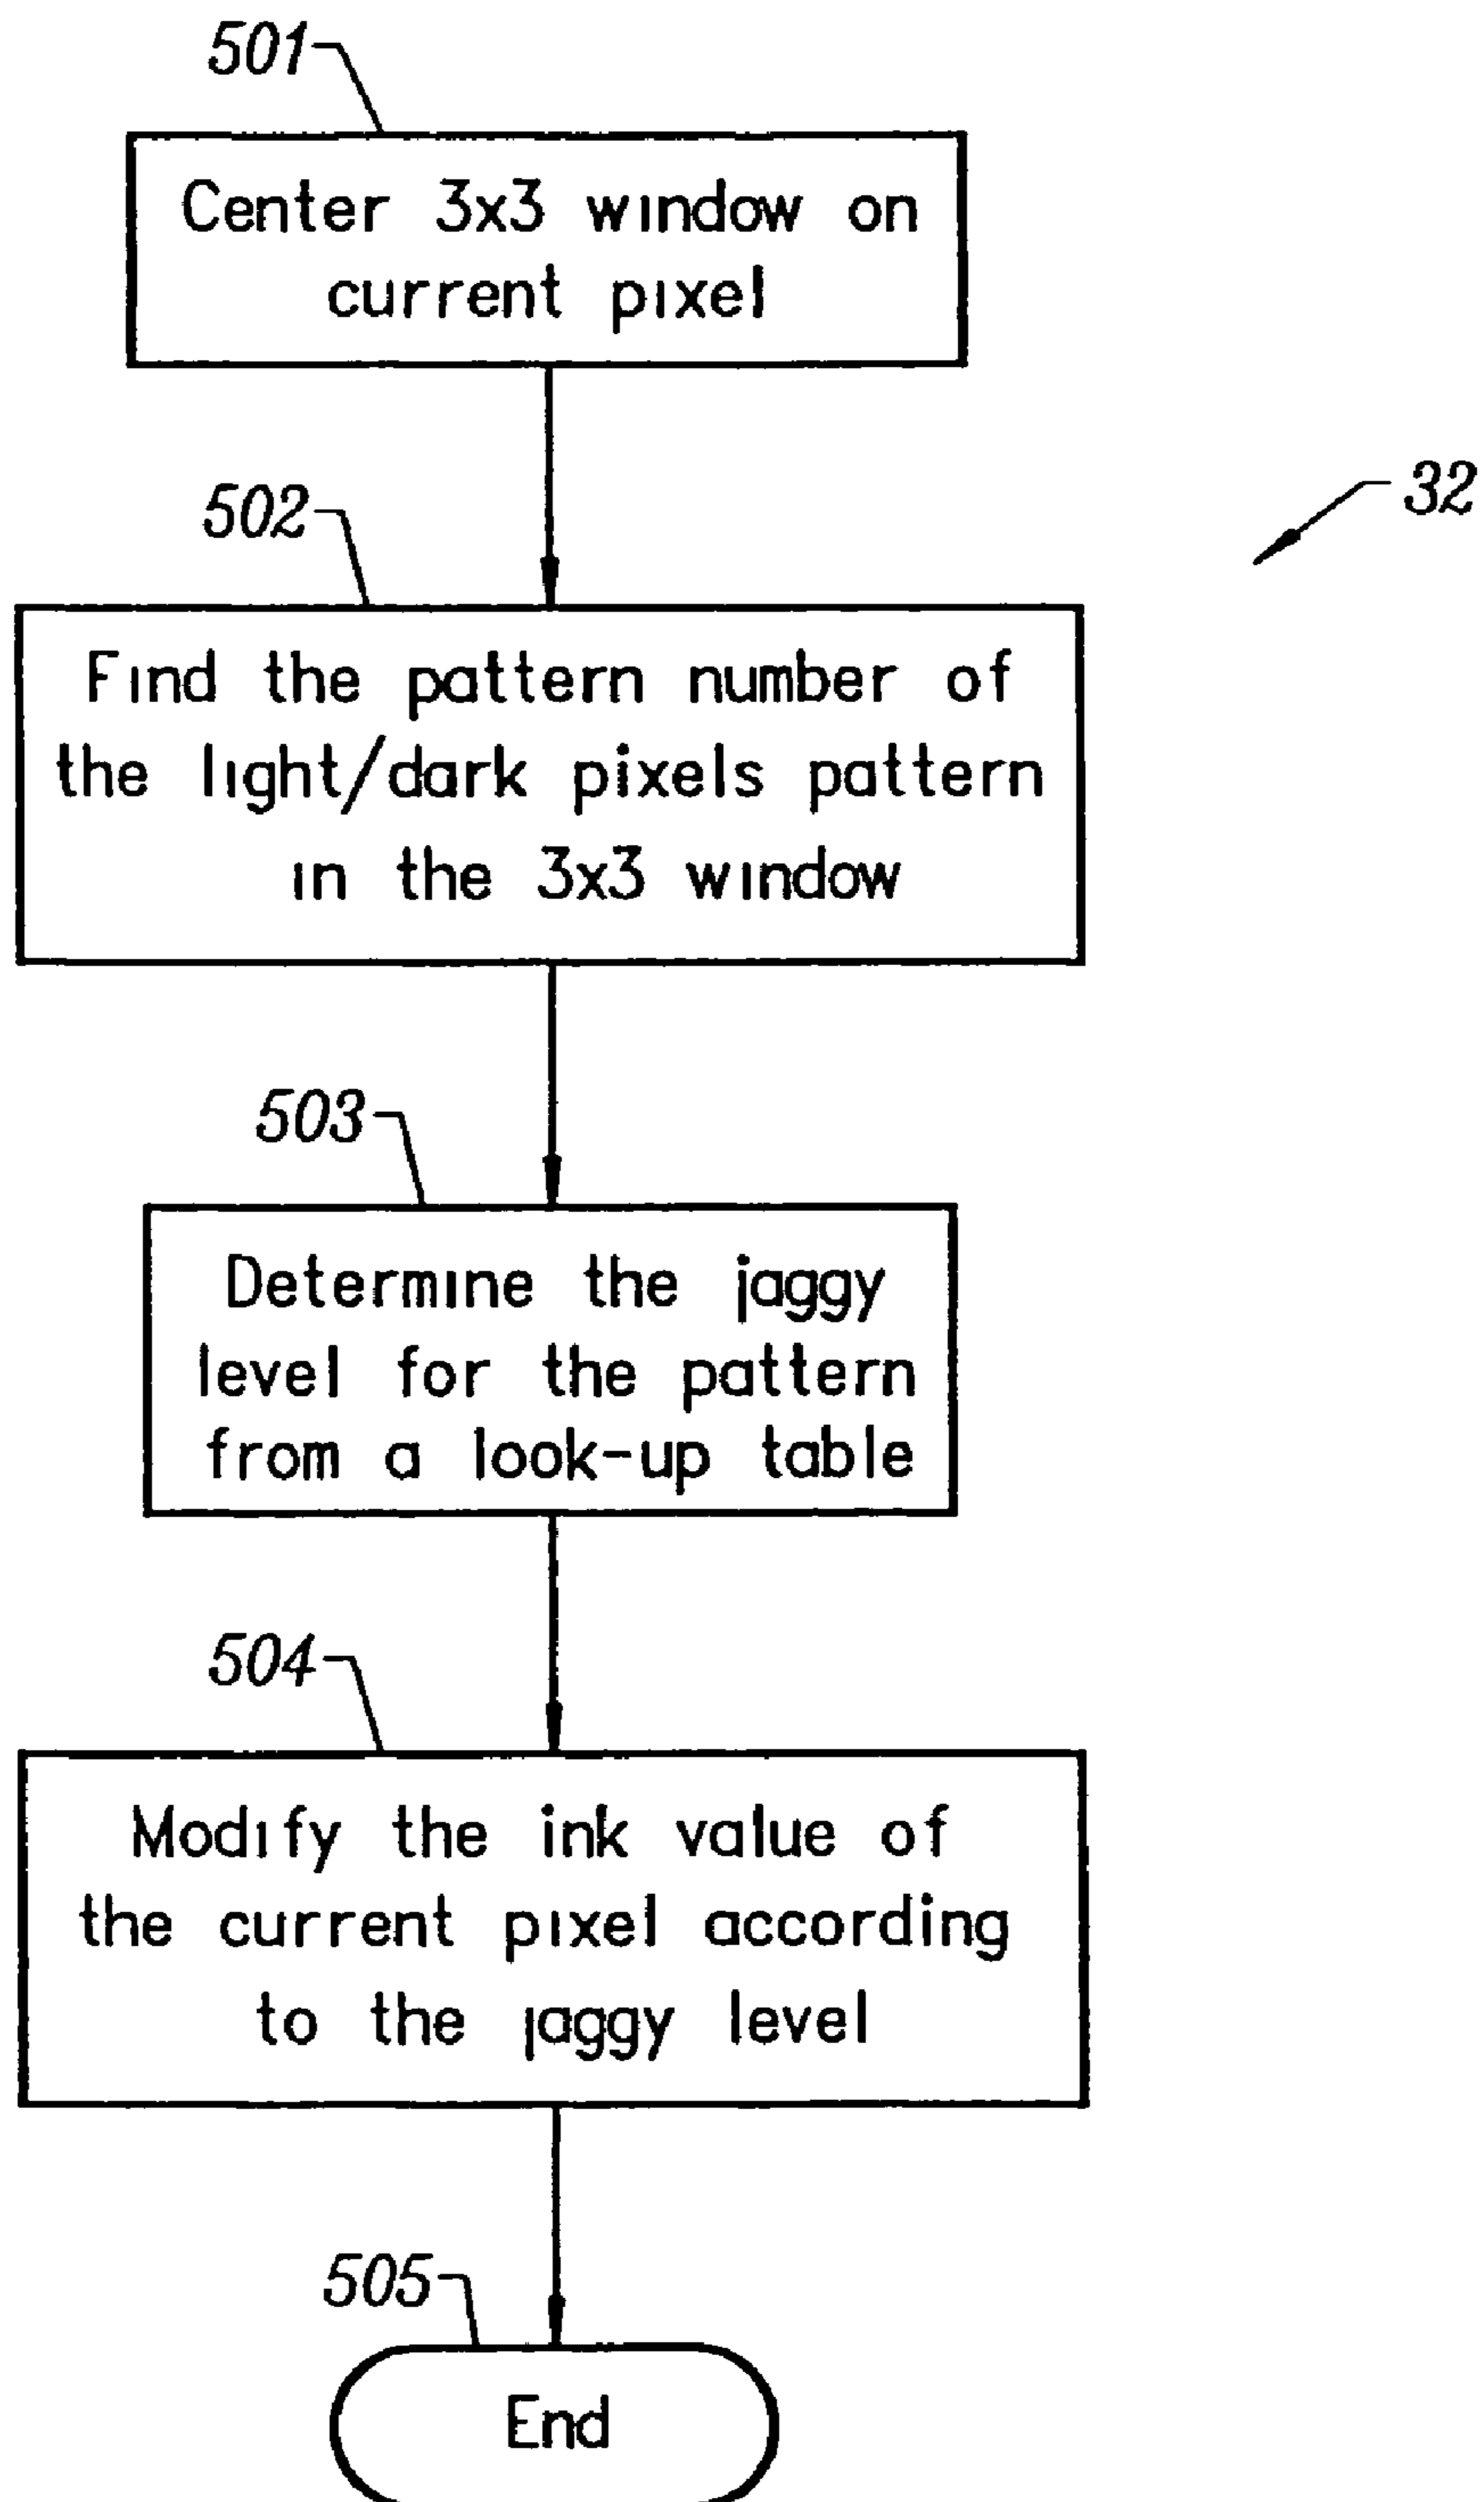 501
Center 3x3 window on
current pixel
32
502
Find the pattern number of
the light/dark pixels pattern
in the 3x3 window
503
Determine the jaggy
level for the pattern
from a look-up table
504
Modify the ink value of
the current pixel according
to the jaggy level
505
End